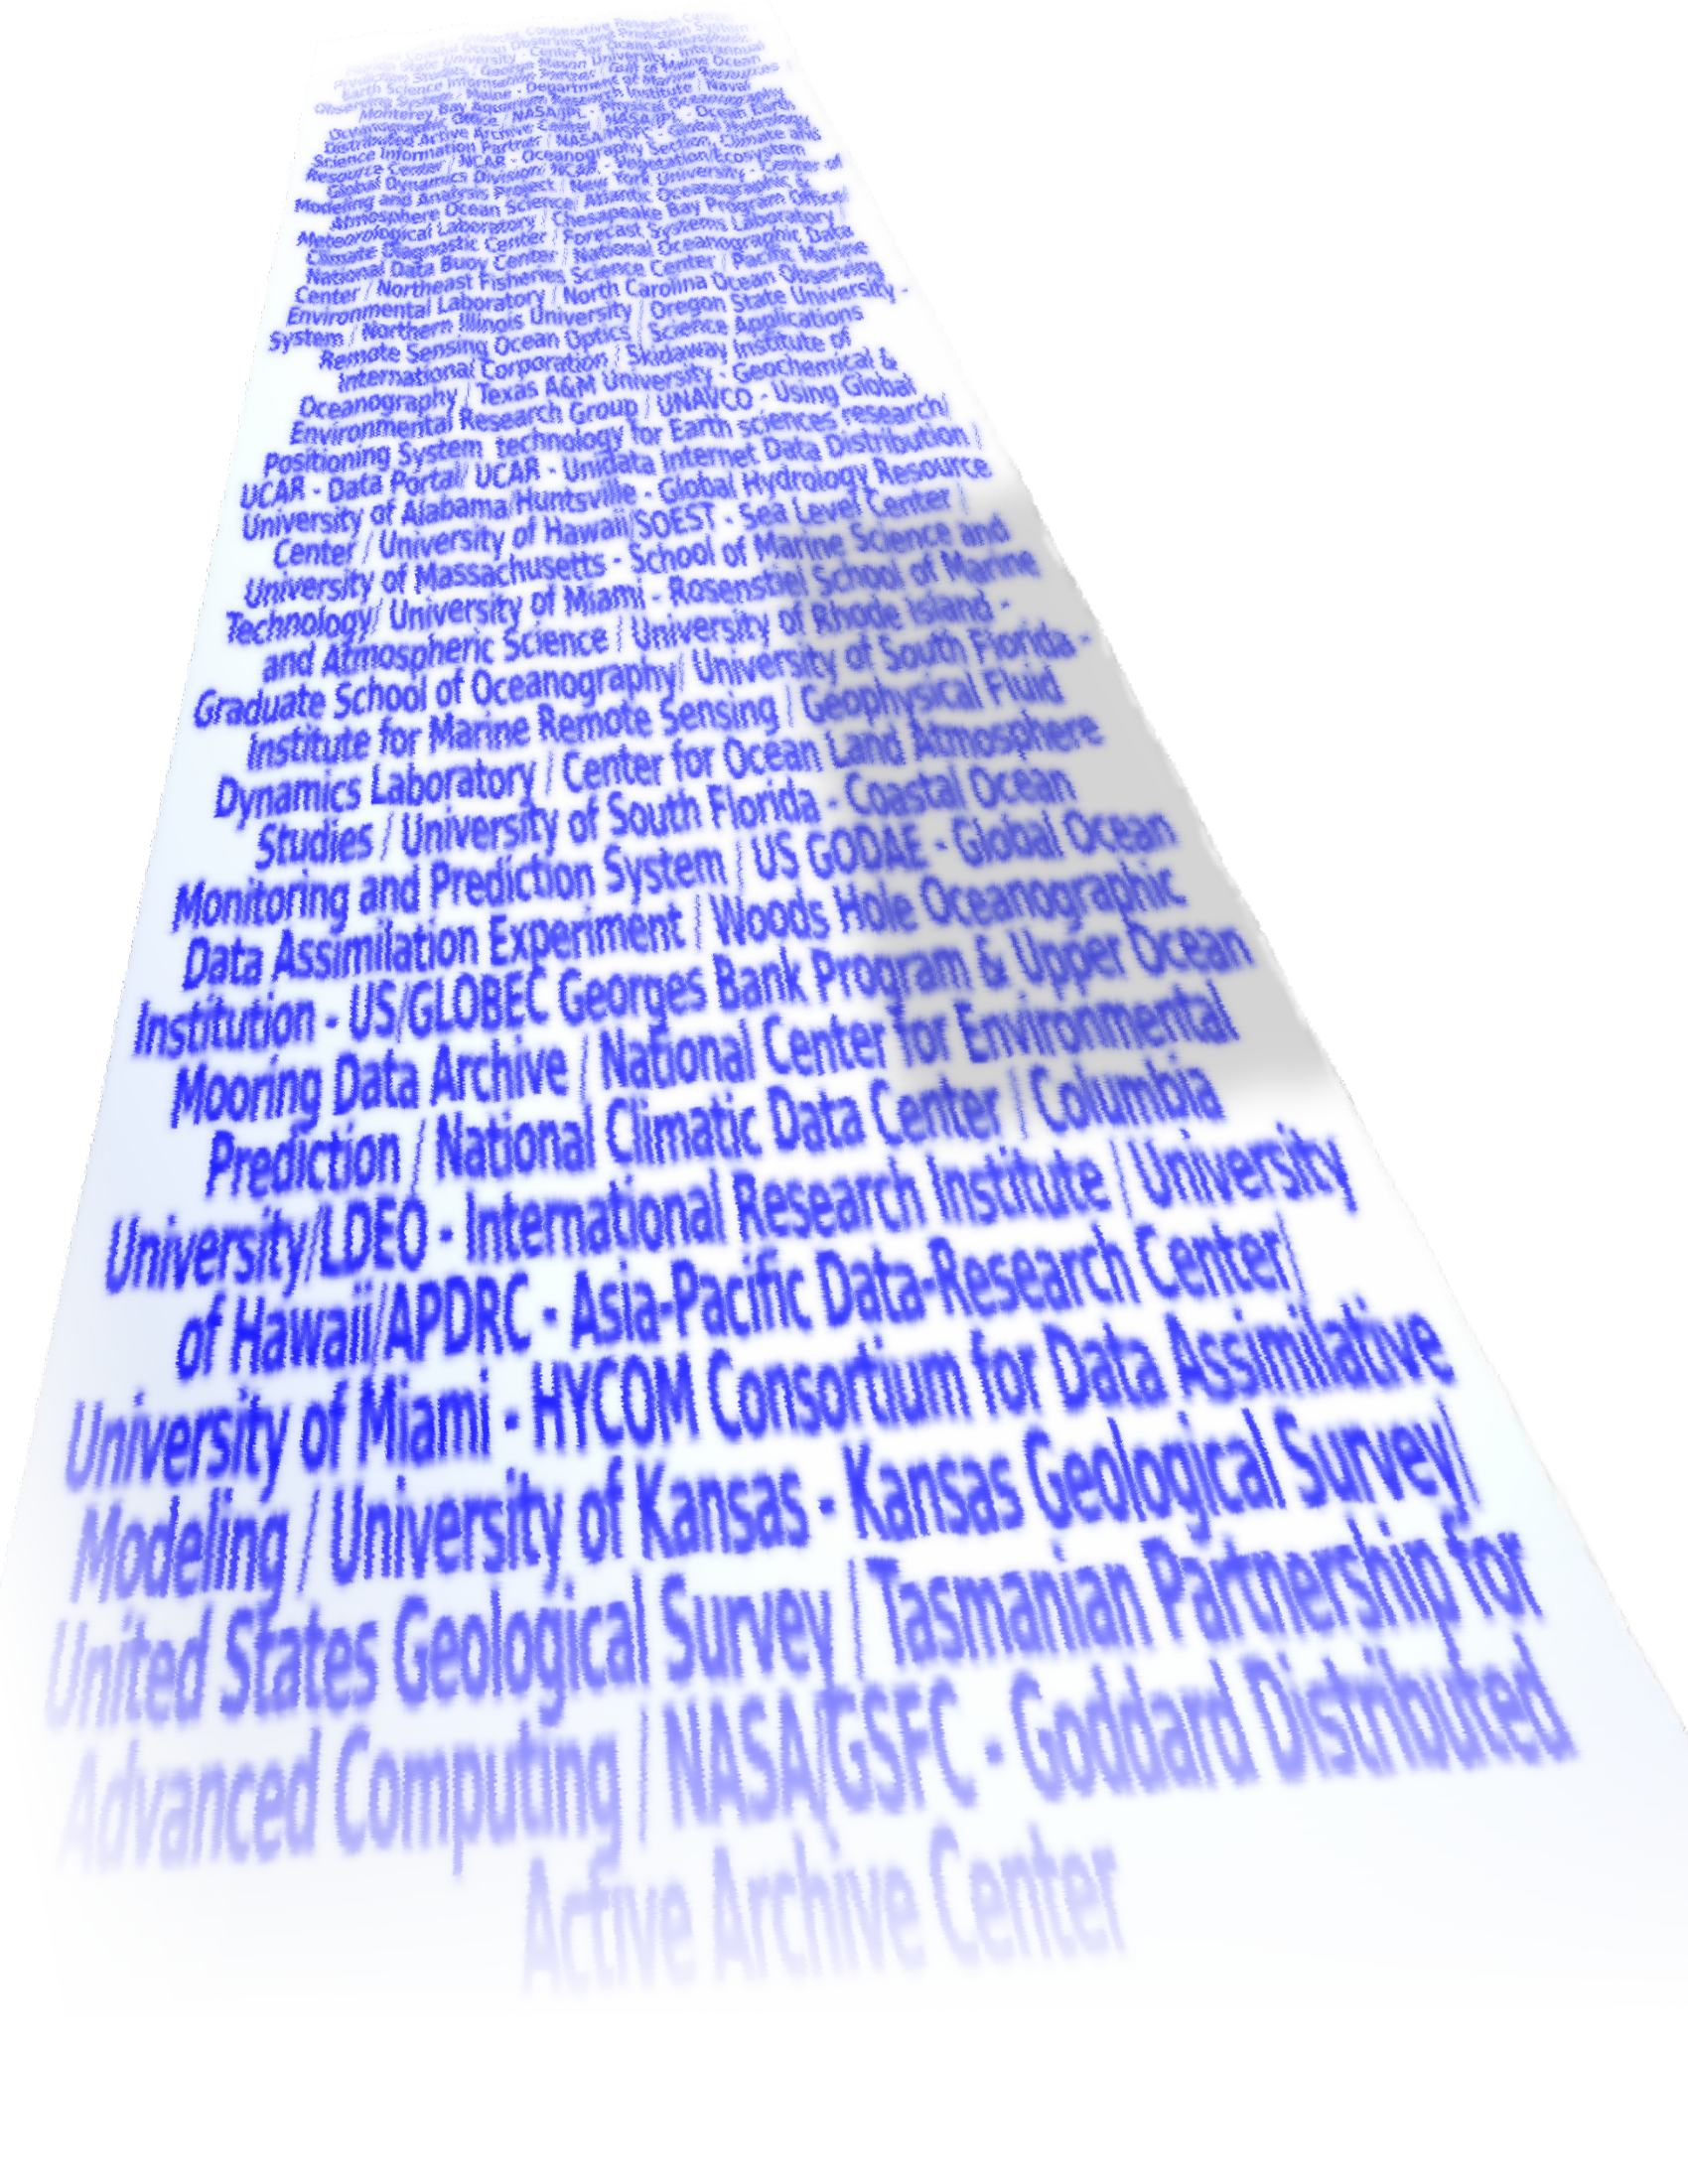 Cooperative Research Centre
Coastal Ocean Observing and Prediction System
State University - Center for Ocean-Atmospheric
Prediction Studies / George Mason University - Interannual
Earth Science Information Partner / Gulf of Maine Ocean
Observing System / Maine - Department of Marine Resources /
Monterey Bay Aquarium Research Institute / Naval
Oceanographic Office / NASA/JPL - Physical Oceanography
Distributed Active Archive Center / NASA/JPL - Ocean Earth
Science Information Partner / NASA/MSFC - Global Hydrology
Resource Center / NCAR - Oceanography Section, Climate and
Global Dynamics Division/ NCAR - Vegetation/Ecosystem
Modeling and Analysis Project / New York University - Center of
Atmosphere Ocean Science/ Atlantic Oceanographic &
Meteorological Laboratory / Chesapeake Bay Program Office/
Climate Diagnostic Center / Forecast Systems Laboratory /
National Data Buoy Center / National Oceanographic Data
Center / Northeast Fisheries Science Center / Pacific Marine
Environmental Laboratory / North Carolina Ocean Observing
System / Northern Illinois University / Oregon State University -
Remote Sensing Ocean Optics / Science Applications
International Corporation / Skidaway Institute of
Oceanography / Texas A&M University - Geochemical &
Environmental Research Group / UNAVCO - Using Global
Positioning System technology for Earth sciences research/
UCAR - Data Portal/ UCAR - Unidata Internet Data Distribution /
University of Alabama/Huntsville - Global Hydrology Resource
Center / University of Hawaii/SOEST - Sea Level Center /
University of Massachusetts - School of Marine Science and
Technology/ University of Miami - Rosenstiel School of Marine
and Atmospheric Science / University of Rhode Island -
Graduate School of Oceanography/ University of South Florida -
Institute for Marine Remote Sensing / Geophysical Fluid
Dynamics Laboratory / Center for Ocean Land Atmosphere
Studies / University of South Florida - Coastal Ocean
Monitoring and Prediction System / US GODAE - Global Ocean
Data Assimilation Experiment / Woods Hole Oceanographic
Institution - US/GLOBEC Georges Bank Program & Upper Ocean
Mooring Data Archive / National Center for Environmental
Prediction / National Climatic Data Center / Columbia
University/LDEO - International Research Institute / University
of Hawaii/APDRC - Asia-Pacific Data-Research Center/
University of Miami - HYCOM Consortium for Data Assimilative
Modeling / University of Kansas - Kansas Geological Survey/
United States Geological Survey / Tasmanian Partnership for
Advanced Computing / NASA/GSFC - Goddard Distributed
Active Archive Center